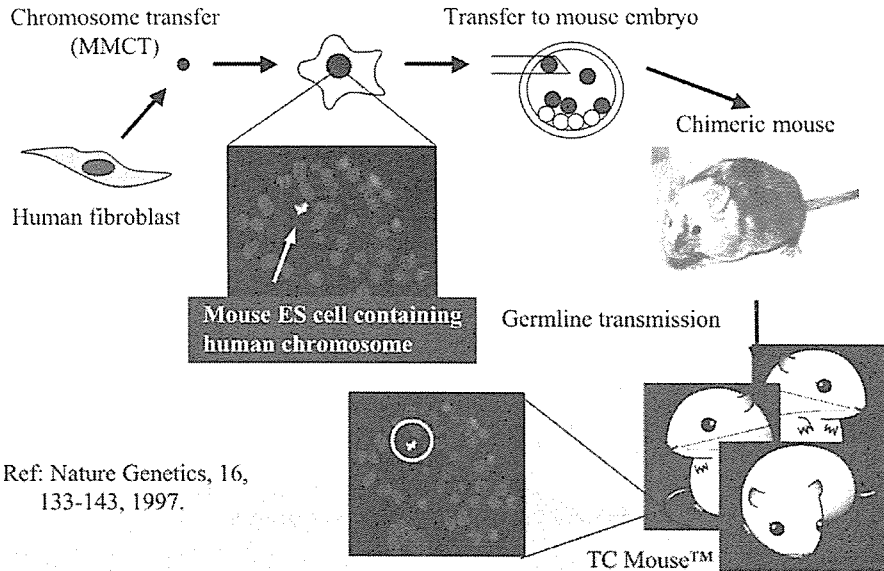 Chromosome transfer
(MMCT)
Transfer to mouse embryo
Chimeric mouse
Human fibroblast
Mouse ES cell containing
human chromosome
Germline transmission
Ref: Nature Genetics, 16,
133-143, 1997.
TC Mouse™